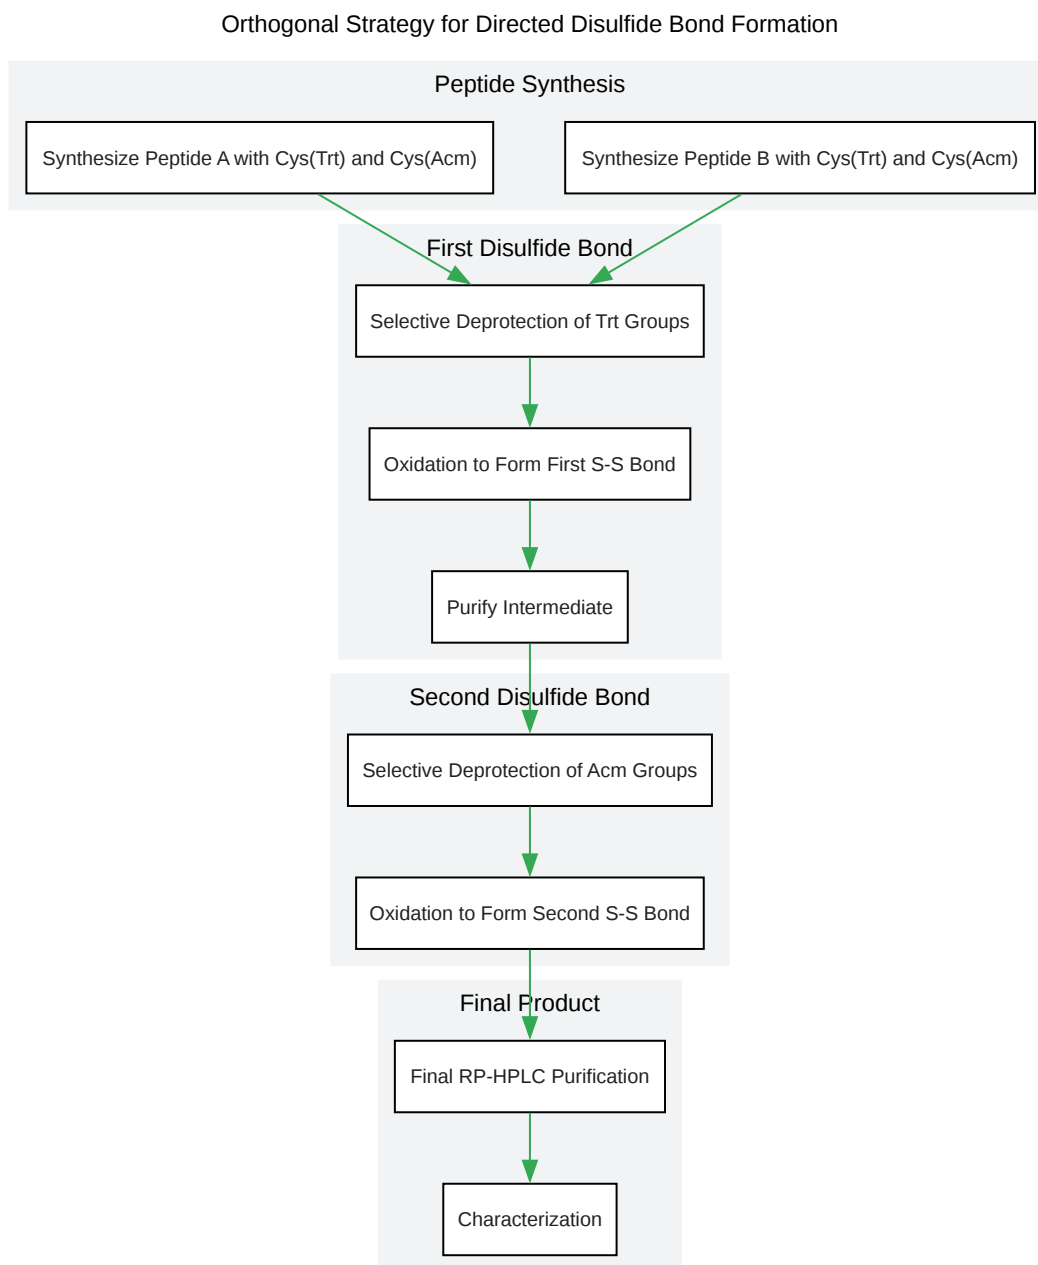 Orthogonal Strategy for Directed Disulfide Bond Formation
Peptide Synthesis
Synthesize Peptide A with Cys(Trt) and Cys(Acm)
Synthesize Peptide B with Cys(Trt) and Cys(Acm)
First Disulfide Bond
Selective Deprotection of Trt Groups
Oxidation to Form First S-S Bond
Purify Intermediate
Second Disulfide Bond
Selective Deprotection of Acm Groups
Oxidation to Form Second S-S Bond
Final Product
Final RP-HPLC Purification
Characterization